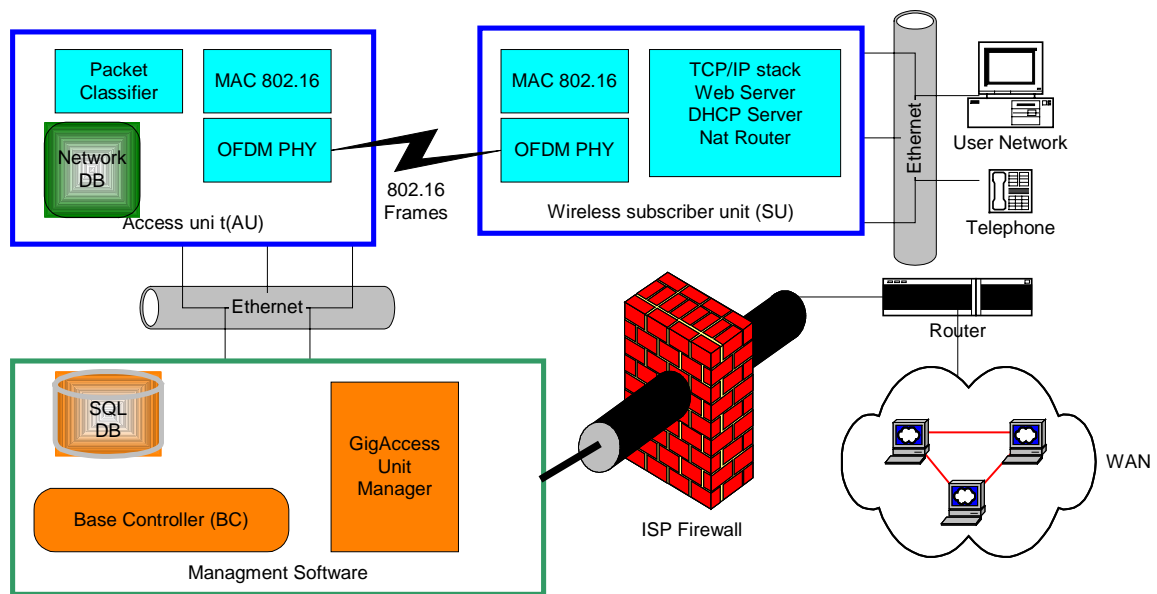 Packet
Classifier
MAC 802.16
Network
DB
OFDM PHY
Access uni t(AU)
802.16
Frames
MAC 802.16
OFDM PHY
TCP/IP stack
Web Server
DHCP Server
Nat Router
Wireless subscriber unit (SU)
Ethernet
User Network
Telephone
Ethernet
SQL
DB
GigAccess
Unit
Manager
Base Controller (BC)
Managment Software
ISP Firewall
Router
WAN